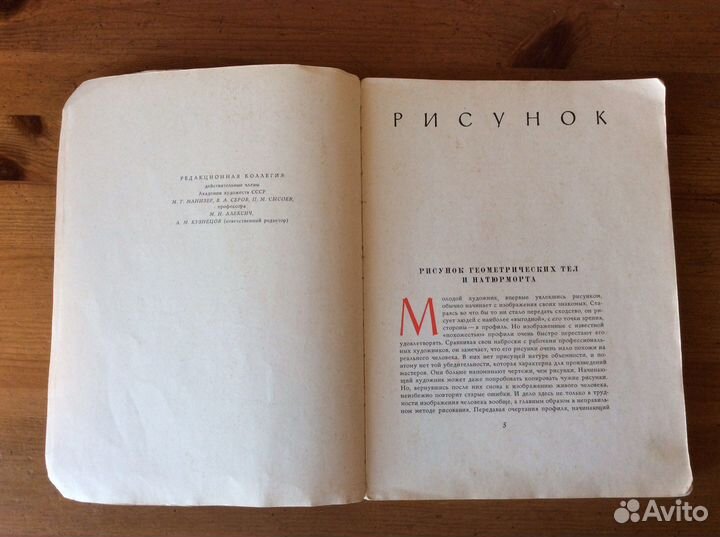 РЕДАКЦИОННАЯ КОЛЛЕГИЯ
действительные члены
Академии художеств СССР
М. Г. МАНИЗЕР, В. А. СЕРОВ, П. М. СЫСОЕВ,
профессора
М. Н. АЛЕКСИЧ,
А. М. КУЗНЕЦОВ (ответственный редактор)
РИСУНОК
РИСУНОК ГЕОМЕТРИЧЕСКИХ ТЕЛ
И НАТЮРМОРТА
Молодой художник, впервые увлекшись рисунком,
обычно начинает с изображения своих знакомых. Ста-
раясь во что бы то ни стало передать сходство, он ри-
сует людей с наиболее «выгодной», с его точки зрения,
стороны — в профиль. Но изображенные с известной
«похожестью» профили очень быстро перестают его
удовлетворять. Сравнивая свои наброски с работами профессиональ-
ных художников, он замечает, что его рисунки очень мало похожи на
реального человека. В них нет присущей натуре объемности, и по-
этому нет той убедительности, которая характерна для произведений
мастеров. Они больше напоминают чертежи, чем рисунки. Начинаю-
щий художник может даже попробовать копировать чужие рисунки.
Но, вернувшись после них снова к изображению живого человека,
неизбежно повторит старые ошибки. И дело здесь не только в труд-
ности изображения человека вообще, а главным образом в неправиль-
ном методе рисования. Передавая очертания профиля, начинающий
5
Avito